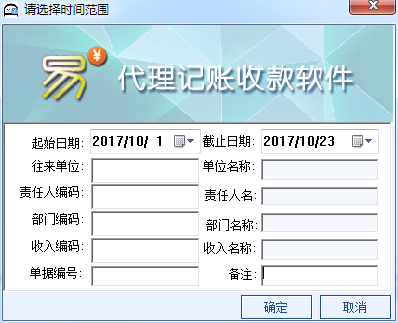 请选择时间范围
易¥ 代理记账收款软件
起始日期: 2017/10/ 1 截止日期: 2017/10/23
往来单位: 单位名称:
责任人编码: 责任人名:
部门编码: 部门名称:
收入编码: 收入名称:
单据编号: 备注:
确定 取消